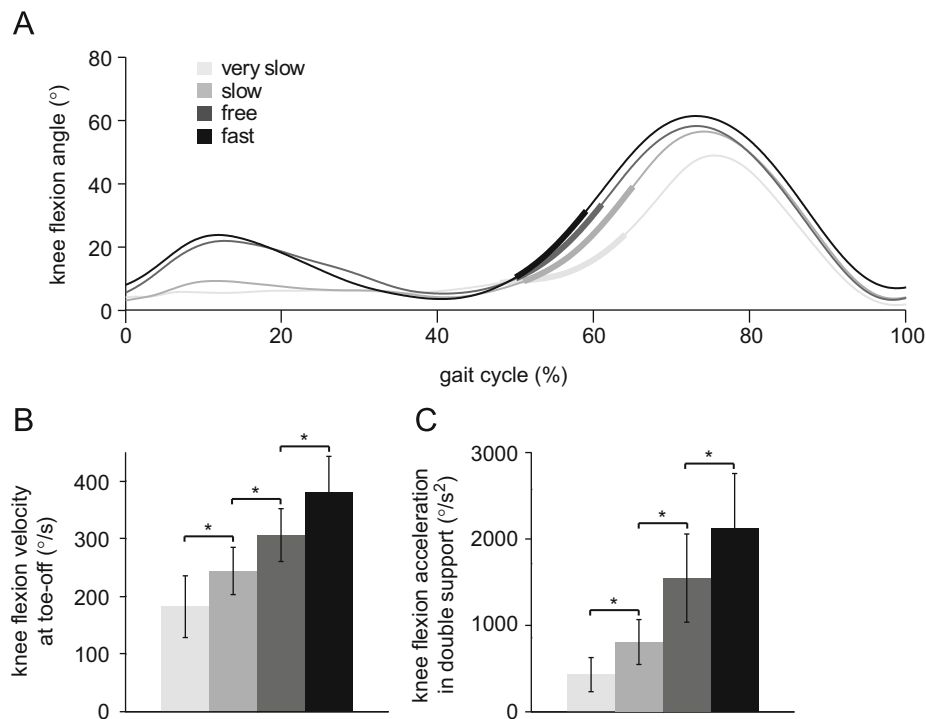 A
80
60
40
20
0
knee flexion angle (°)
very slow
slow
free
fast
0 20 40 60 80 100
gait cycle (%)
B
knee flexion velocity
at toe-off (°/s)
400
300
200
100
0
*
*
*
C
knee flexion acceleration
in double support (°/s²)
3000
2000
1000
0
*
*
*